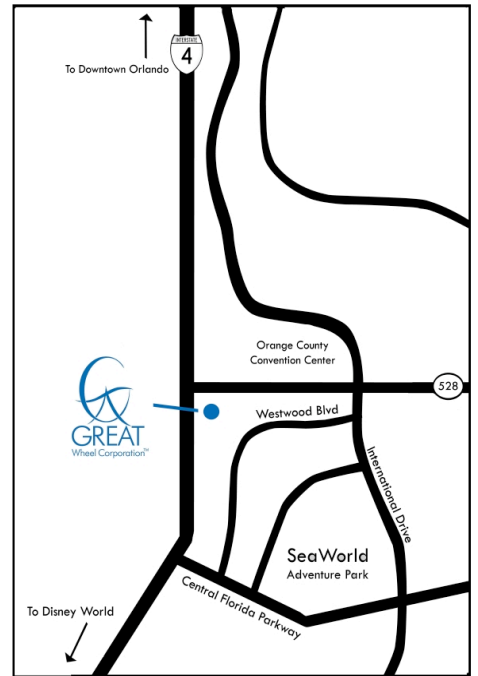 INTERSTATE
4
To Downtown Orlando
Orange County
Convention Center
528
Westwood Blvd
GREAT
Wheel Corporation™
International Drive
SeaWorld
Adventure Park
Central Florida Parkway
To Disney World